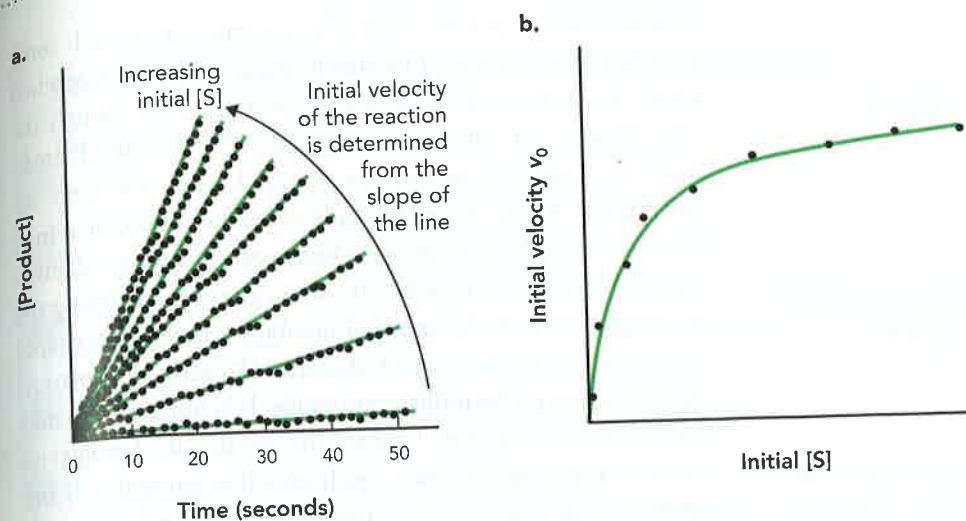 a.
Increasing
initial [S]
Initial velocity
of the reaction
is determined
from the
slope of
the line
[Product]
0 10 20 30 40 50
Time (seconds)
b.
Initial velocity v₀
Initial [S]